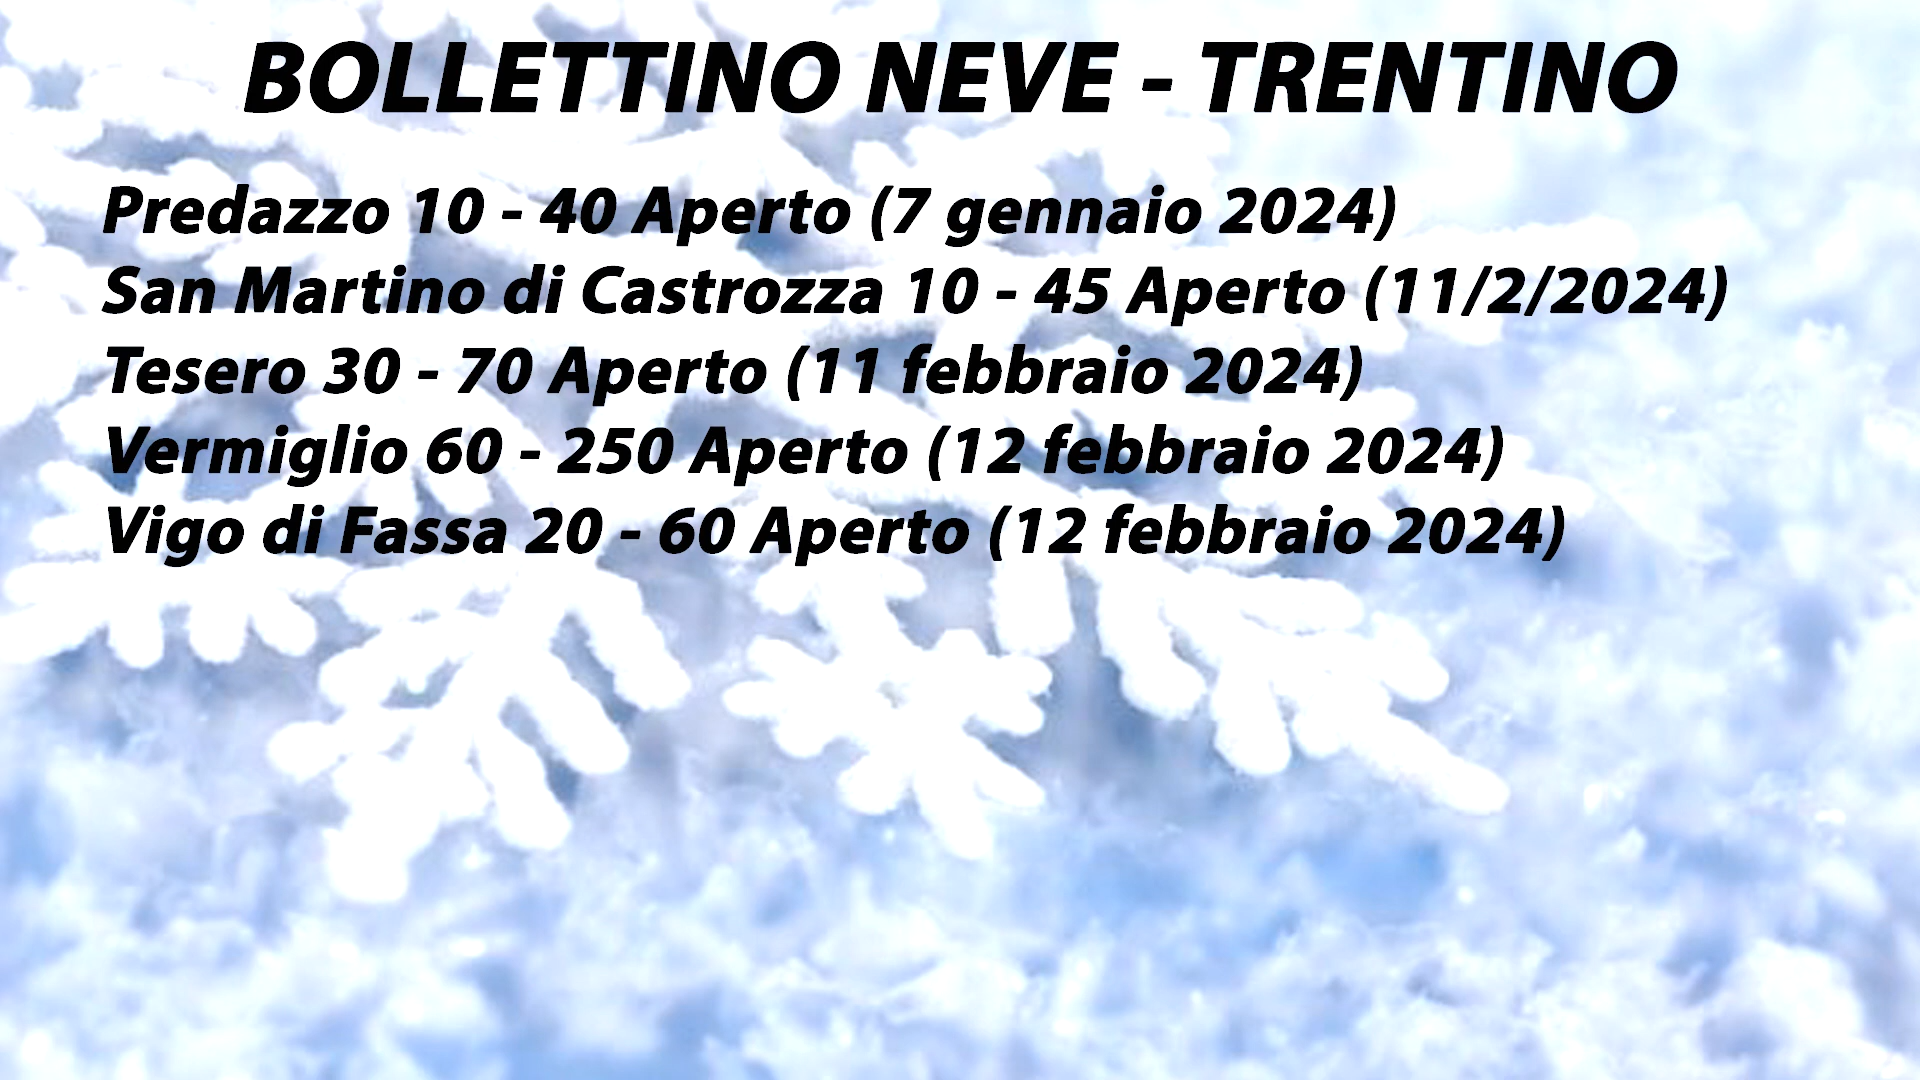 BOLLETTINO NEVE - TRENTINO
Predazzo 10 - 40 Aperto (7 gennaio 2024)
San Martino di Castrozza 10 - 45 Aperto (11/2/2024)
Tesero 30 - 70 Aperto (11 febbraio 2024)
Vermiglio 60 - 250 Aperto (12 febbraio 2024)
Vigo di Fassa 20 - 60 Aperto (12 febbraio 2024)